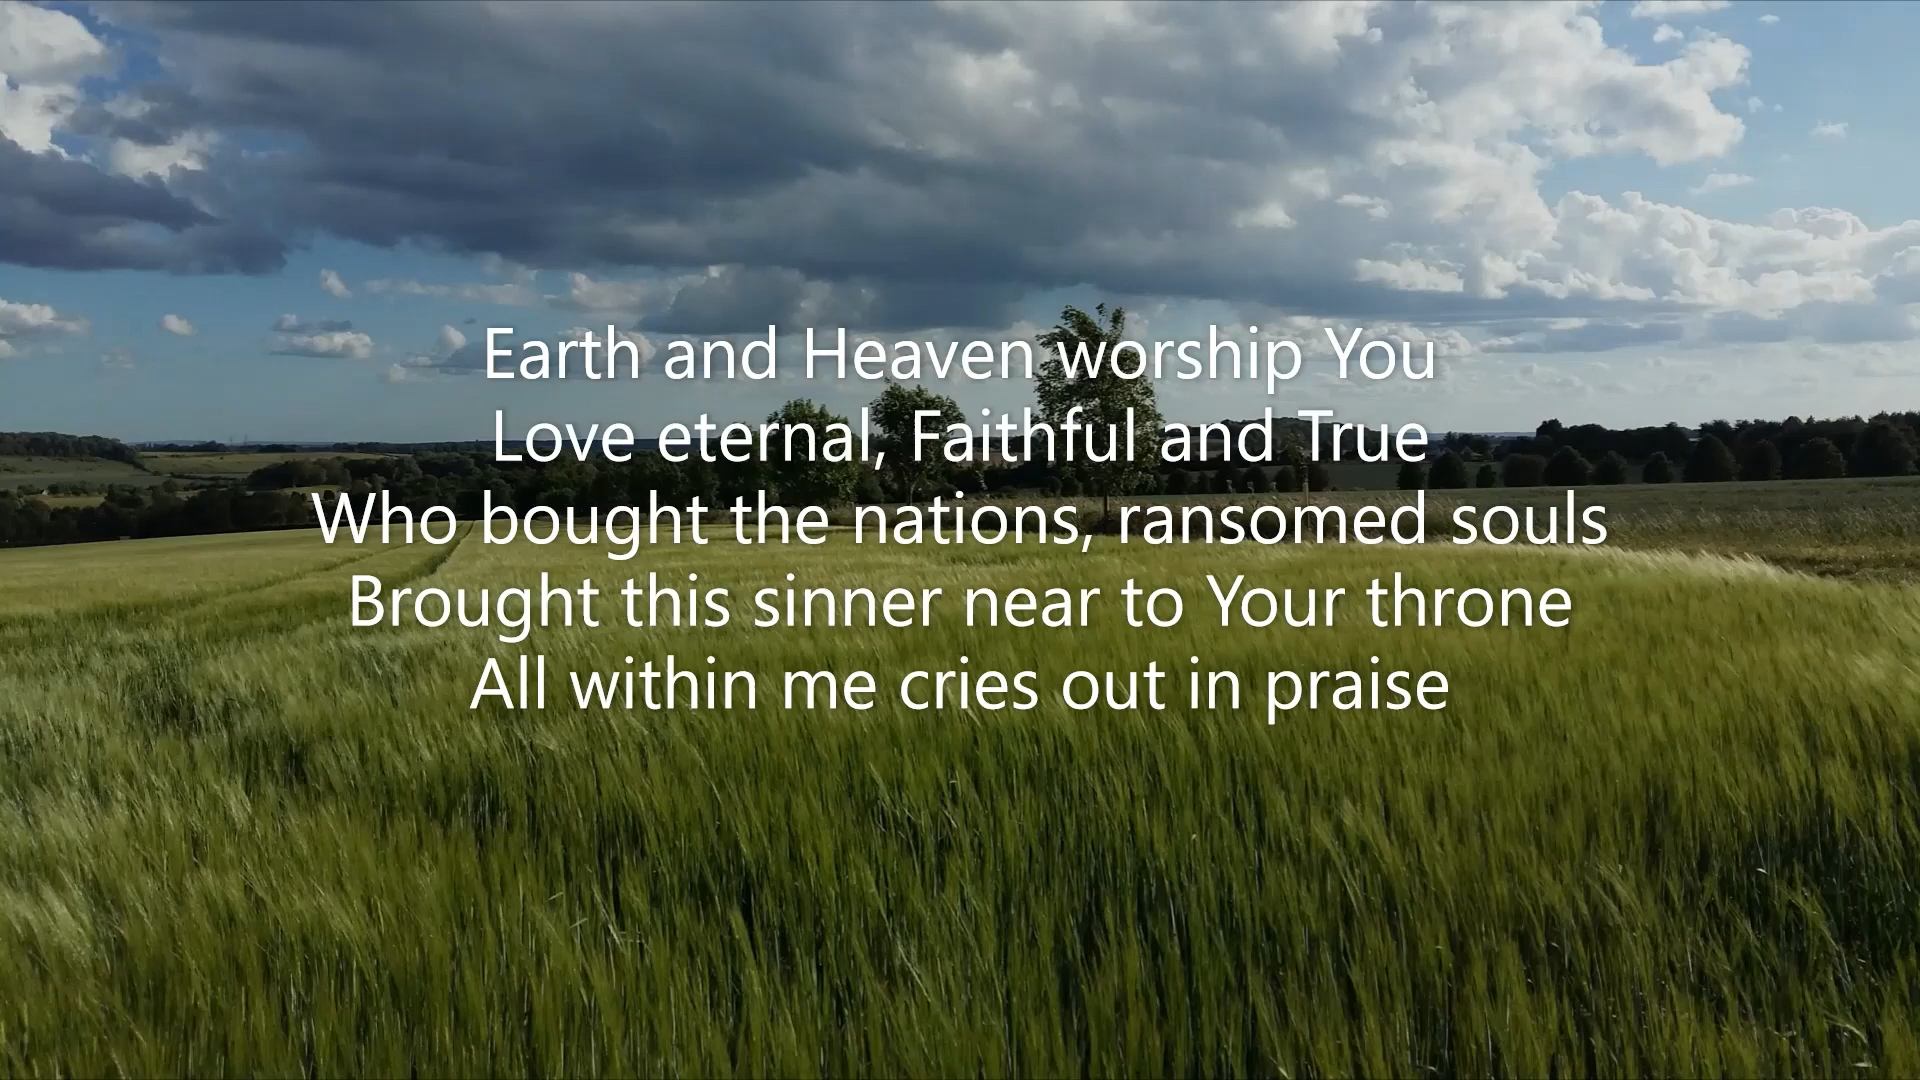 Earth and Heaven worship You
Love eternal, Faithful and True
Who bought the nations, ransomed souls
Brought this sinner near to Your throne
All within me cries out in praise